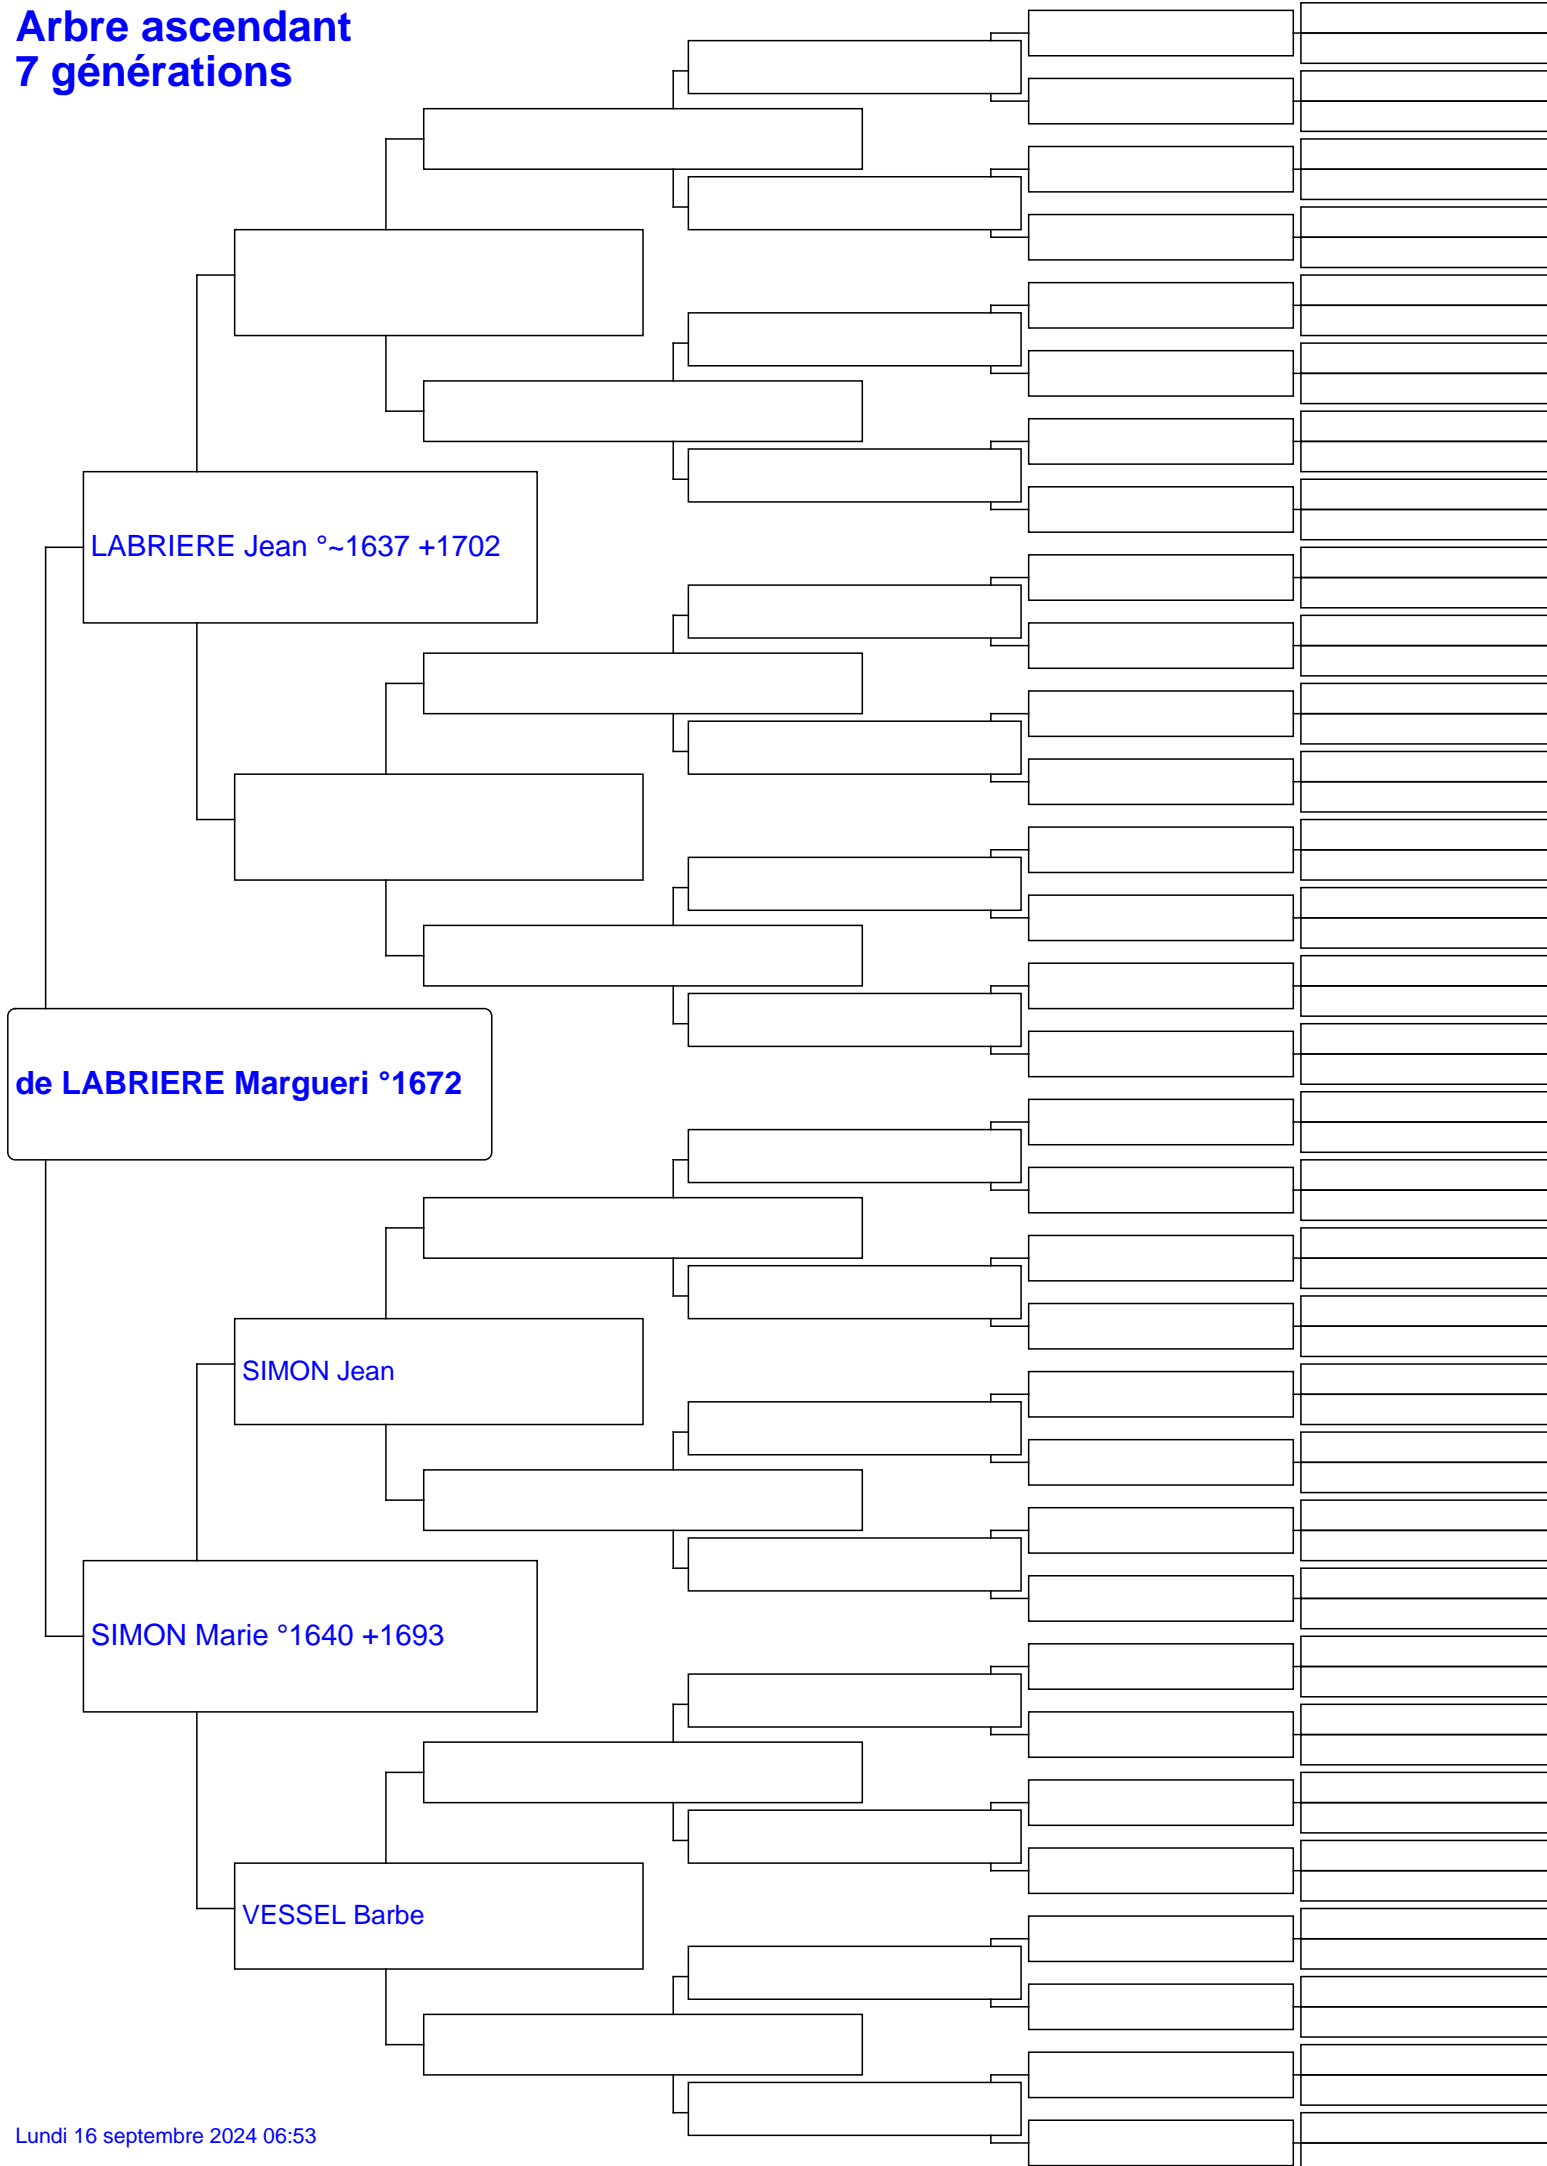 Arbre ascendant
7 générations
LABRIERE Jean °~1637 +1702
de LABRIERE Margueri °1672
SIMON Jean
SIMON Marie °1640 +1693
VESSEL Barbe
Lundi 16 septembre 2024 06:53